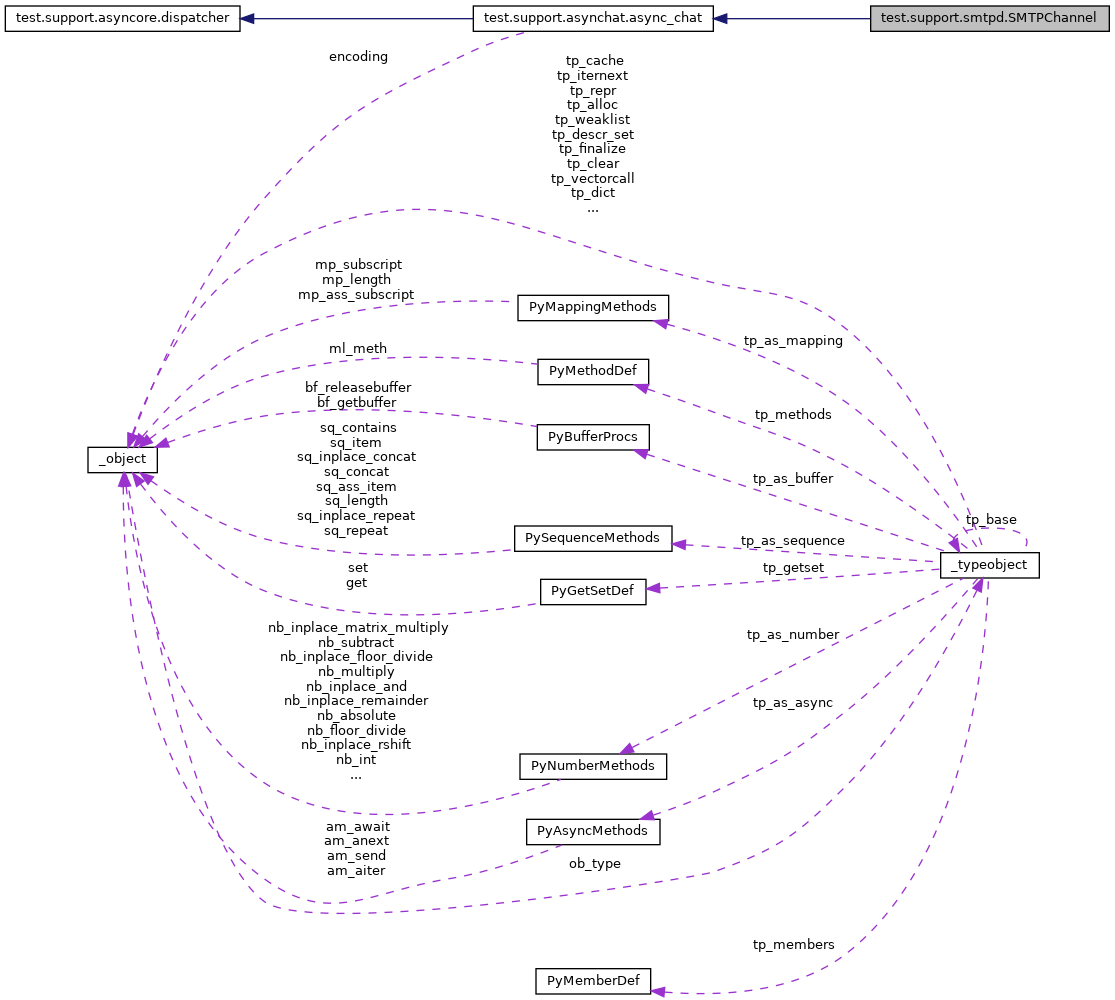 test.support.asyncore.dispatcher
test.support.asynchat.async_chat
test.support.smtpd.SMTPChannel
encoding
tp_cache
tp_iternext
tp_repr
tp_alloc
tp_weaklist
tp_descr_set
tp_finalize
tp_clear
tp_vectorcall
tp_dict
...
mp_subscript
mp_length
mp_ass_subscript
PyMappingMethods
tp_as_mapping
ml_meth
PyMethodDef
tp_methods
bf_releasebuffer
bf_getbuffer
PyBufferProcs
_object
tp_as_buffer
sq_contains
sq_item
sq_inplace_concat
sq_concat
sq_ass_item
sq_length
sq_inplace_repeat
sq_repeat
PySequenceMethods
tp_as_sequence
tp_base
_typeobject
set
get
PyGetSetDef
tp_getset
nb_inplace_matrix_multiply
nb_subtract
nb_inplace_floor_divide
nb_multiply
nb_inplace_and
nb_inplace_remainder
nb_absolute
nb_floor_divide
nb_inplace_rshift
nb_int
...
PyNumberMethods
tp_as_number
tp_as_async
am_await
am_anext
am_send
am_aiter
PyAsyncMethods
ob_type
tp_members
PyMemberDef